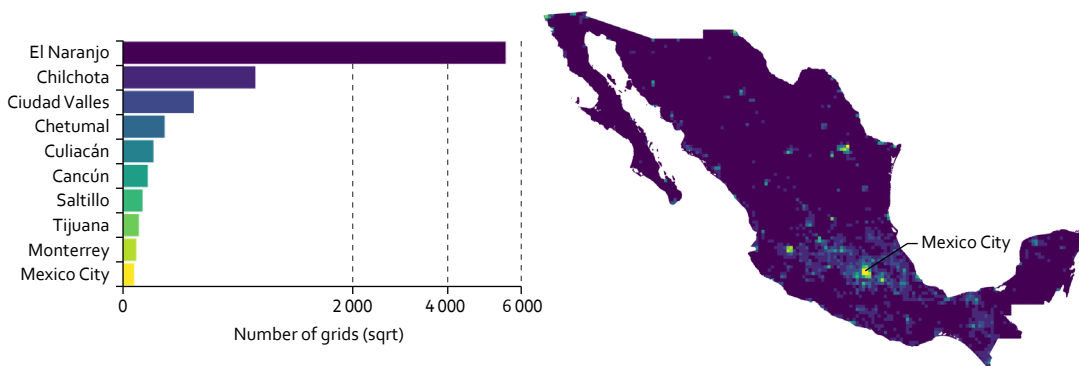 El Naranjo
Chilchota
Ciudad Valles
Chetumal
Culiacán
Cancún
Saltillo
Tijuana
Monterrey
Mexico City
0
2 000
4 000
6 000
Number of grids (sqrt)
Mexico City